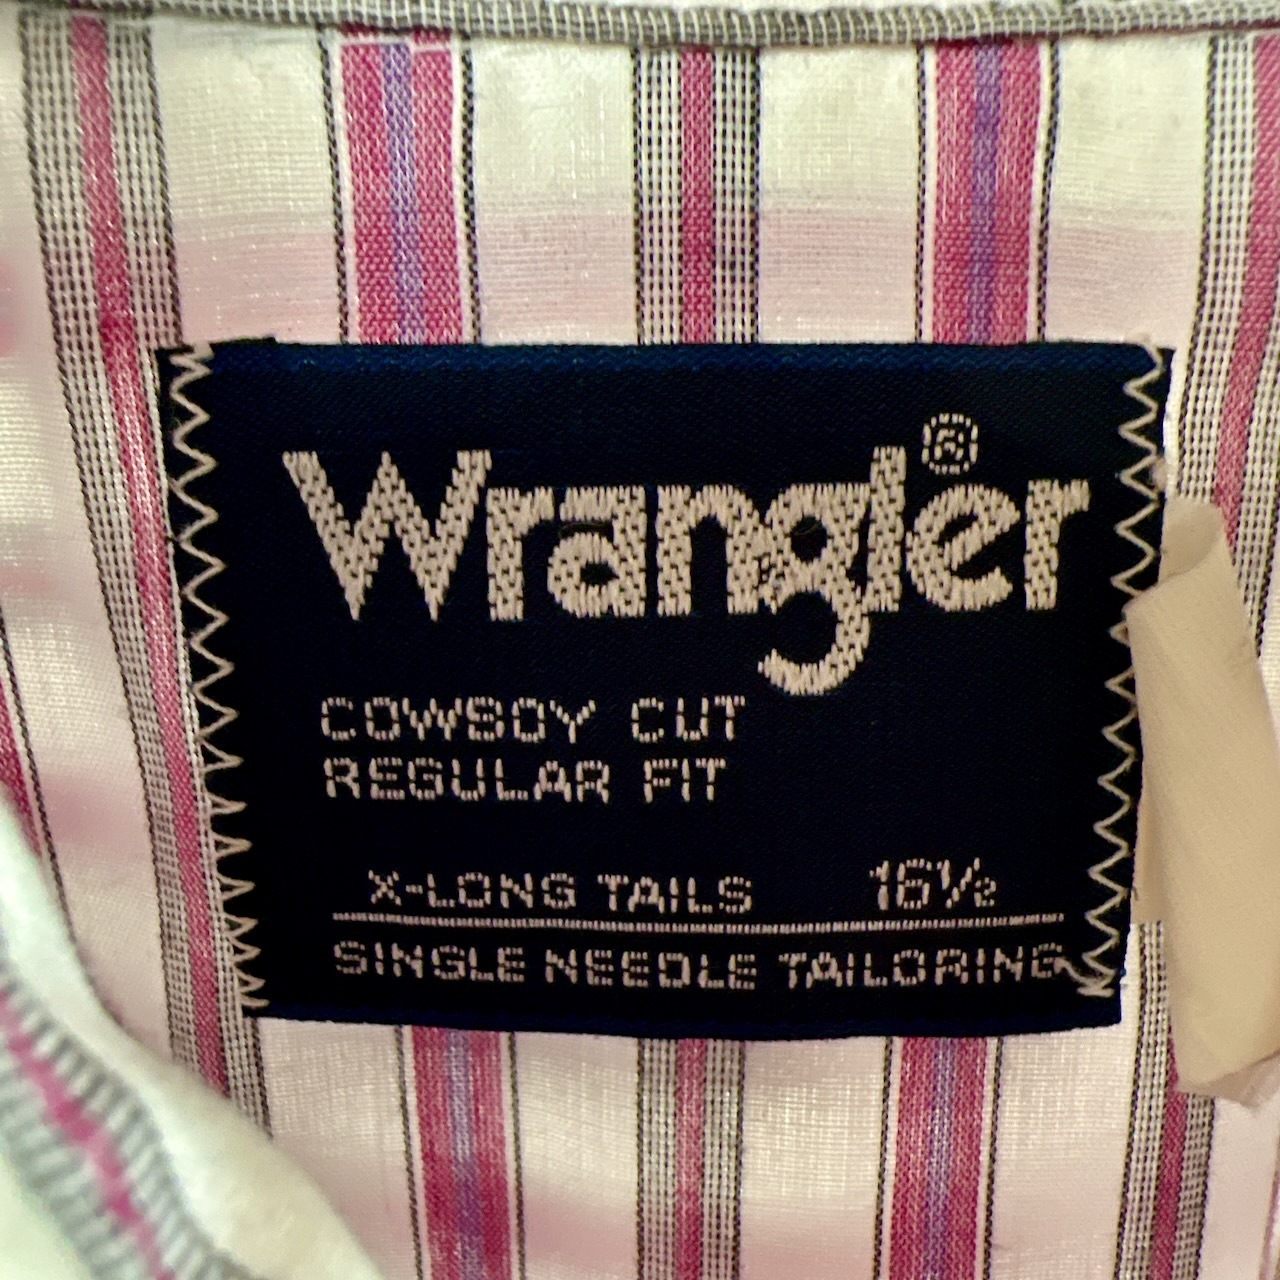 Wrangler®
COWBOY CUT
REGULAR FIT
X-LONG TAILS 16½
SINGLE NEEDLE TAILORING